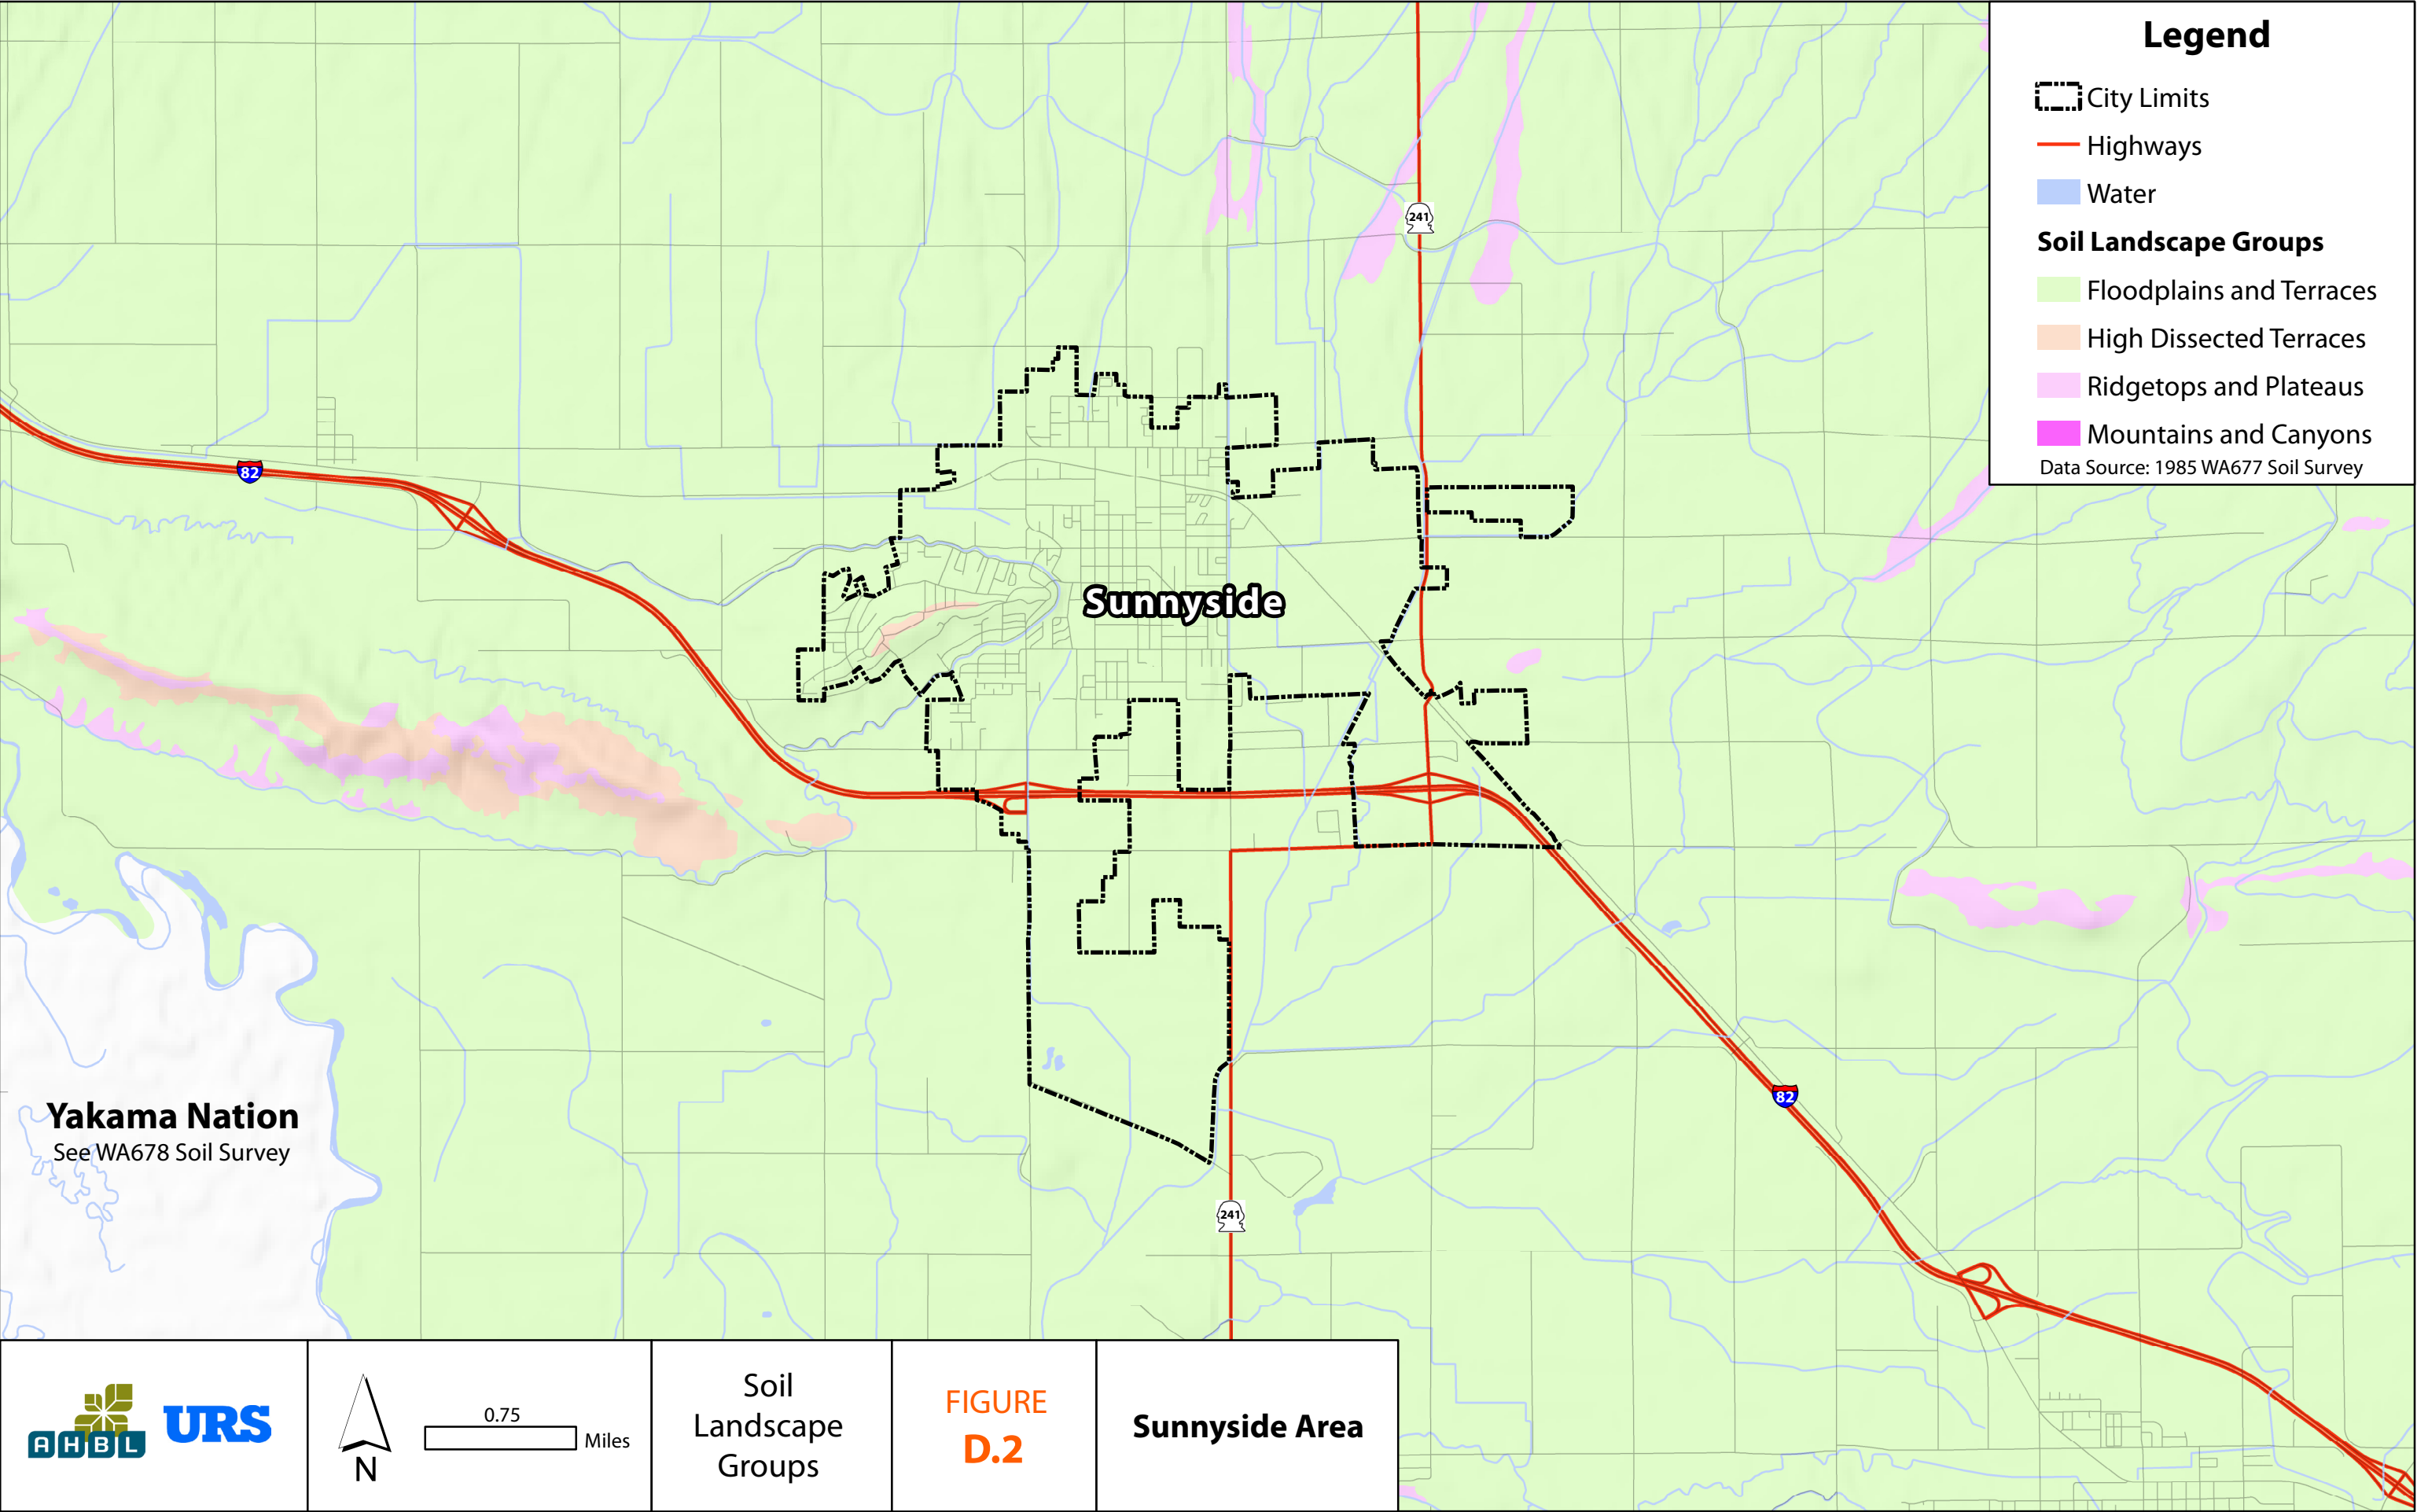 Legend
City Limits
Highways
Water
Soil Landscape Groups
Floodplains and Terraces
High Dissected Terraces
Ridgetops and Plateaus
Mountains and Canyons
Data Source: 1985 WA677 Soil Survey
241
82
Sunnyside
82
Yakama Nation
See WA678 Soil Survey
241
AHBL
URS
N
0.75
Miles
Soil
Landscape
Groups
FIGURE
D.2
Sunnyside Area